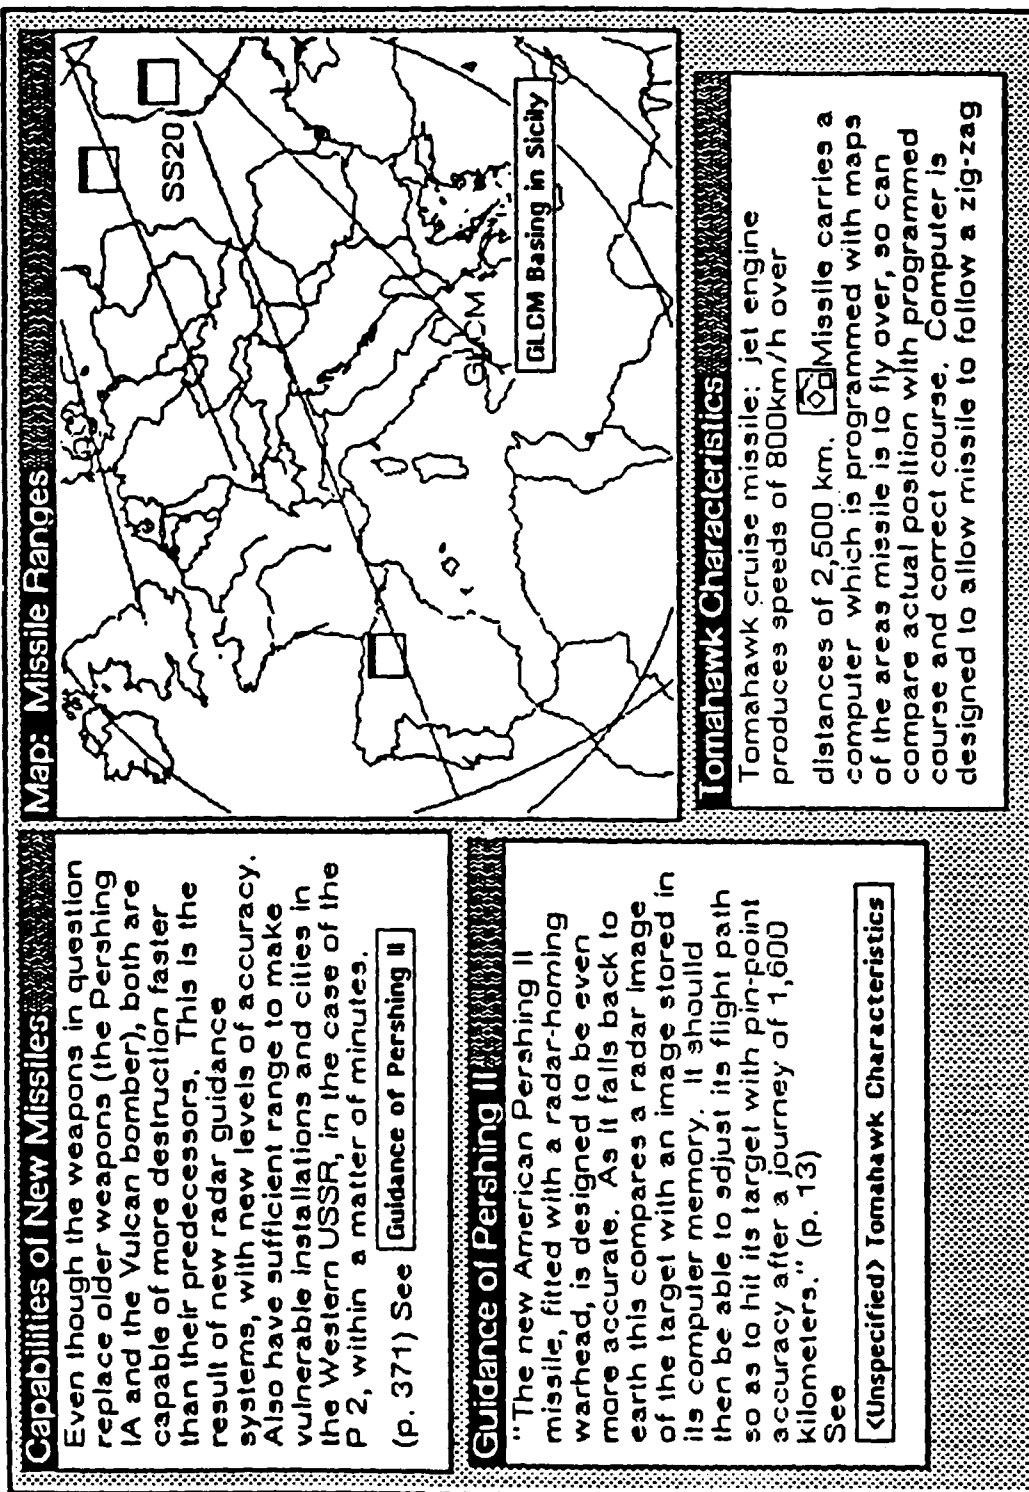 Capabilities of New Missiles
Even though the weapons in question
replace older weapons (the Pershing
IA and the Vulcan bomber), both are
capable of more destruction faster
than their predecessors. This is the
result of new radar guidance
systems, with new levels of accuracy.
Also have sufficient range to make
vulnerable installations and cities in
the Western USSR, in the case of the
P 2, within a matter of minutes.
(p. 371) See Guidance of Pershing II
Guidance of Pershing II
"The new American Pershing II
missile, fitted with a radar-homing
warhead, is designed to be even
more accurate. As it falls back to
earth this compares a radar image
of the target with an image stored in
its computer memory. It shoulld
then be able to sdjust its flight path
so as to hit its target with pin-point
accuracy after a journey of 1,600
kilometers." (p. 13)
See
<Unspecified> Tomahawk Characteristics
Map: Missile Ranges
SS20
GLCM
GLCM Basing in Sicily
Tomahawk Characteristics
Tomahawk cruise missile: jet engine
produces speeds of 800km/h over
distances of 2,500 km. Missile carries a
computer which is programmed with maps
of the areas missile is to fly over, so can
compare actual position with programmed
course and correct course. Computer is
designed to allow missile to follow a zig-zag